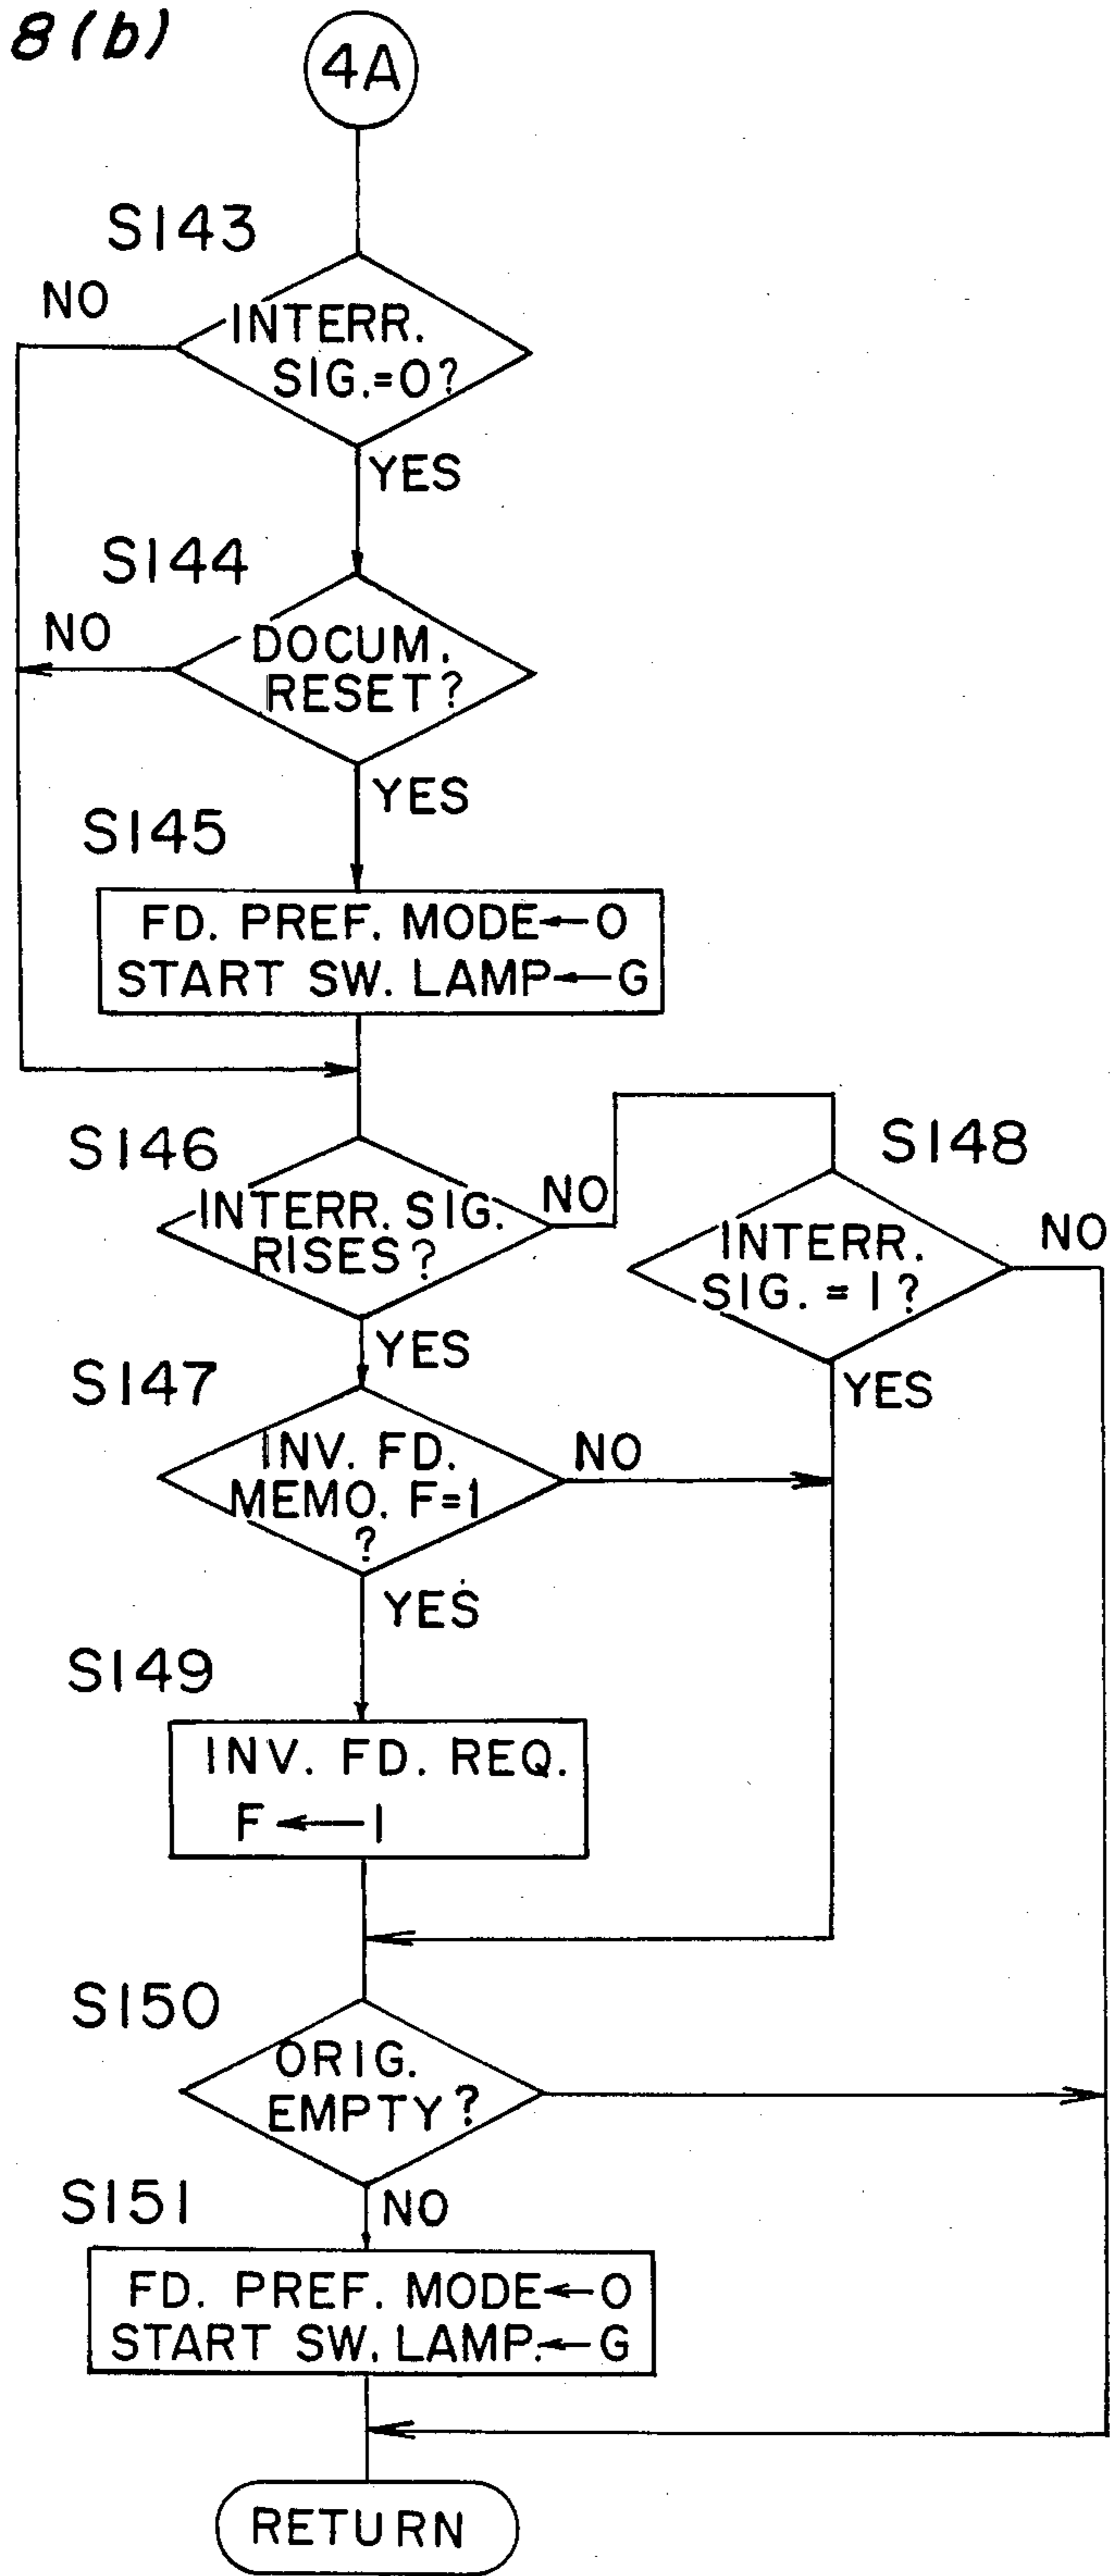 8(b)
4A
S143
NO
INTERR.
SIG.=0?
YES
S144
NO
DOCUM.
RESET?
YES
S145
FD. PREF. MODE←0
START SW. LAMP←G
S146
INTERR. SIG.
RISES?
NO
S148
INTERR.
SIG. = 1?
NO
YES
YES
S147
INV. FD.
MEMO. F=1
?
NO
YES
S149
INV. FD. REQ.
F←1
S150
ORIG.
EMPTY?
NO
S151
FD. PREF. MODE←0
START SW. LAMP.←G
RETURN